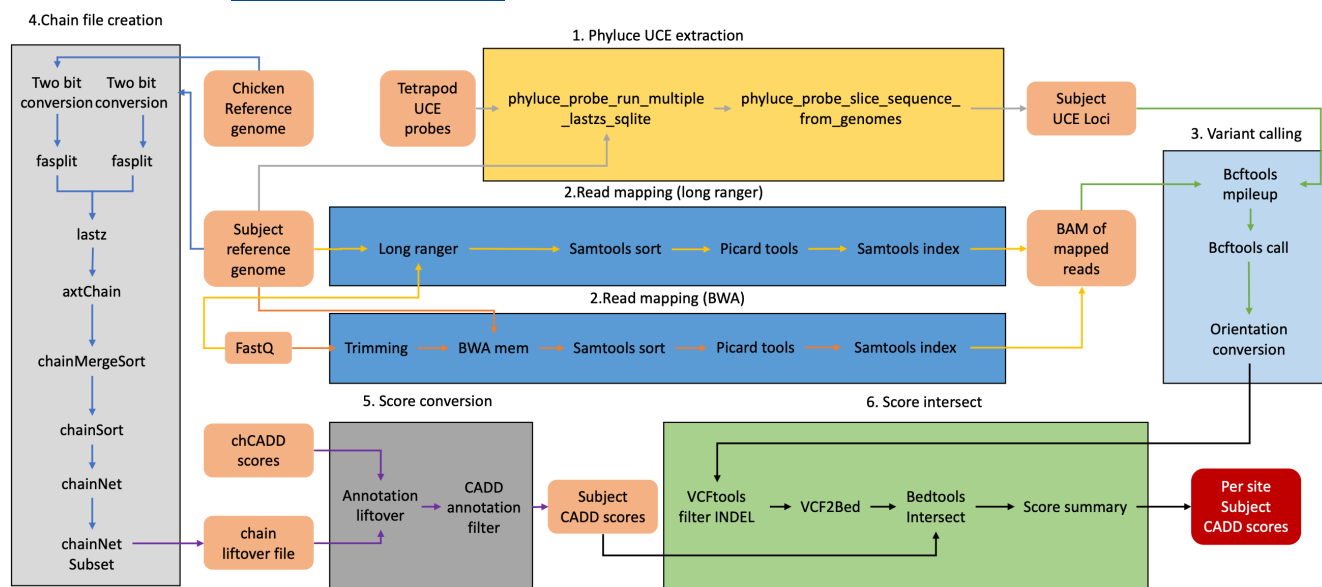 4.Chain file creation
Two bit
conversion
Two bit
conversion
fasplit
fasplit
lastz
axtChain
chainMergeSort
chainSort
chainNet
chainNet
Subset
Chicken
Reference
genome
Tetrapod
UCE
probes
1. Phyluce UCE extraction
phyluce_probe_run_multiple
_lastzs_sqlite
phyluce_probe_slice_sequence_
from_genomes
Subject
UCE Loci
3. Variant calling
Bcftools
mpileup
Bcftools call
Orientation
conversion
2.Read mapping (long ranger)
Subject
reference
genome
Long ranger
Samtools sort
Picard tools
Samtools index
BAM of
mapped
reads
2.Read mapping (BWA)
FastQ
Trimming
BWA mem
Samtools sort
Picard tools
Samtools index
5. Score conversion
chCADD
scores
chain
liftover file
Annotation
liftover
CADD
annotation
filter
Subject
CADD scores
6. Score intersect
VCFtools
filter INDEL
VCF2Bed
Bedtools
Intersect
Score summary
Per site
Subject
CADD scores